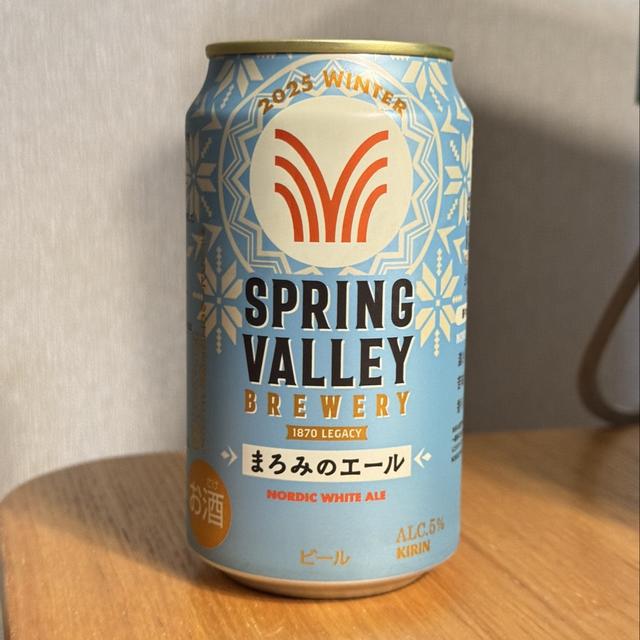 2025 WINTER
SPRING
VALLEY
BREWERY
1870 LEGACY
まろみのエール
NORDIC WHITE ALE
お酒
ALC.5%
KIRIN
ビール